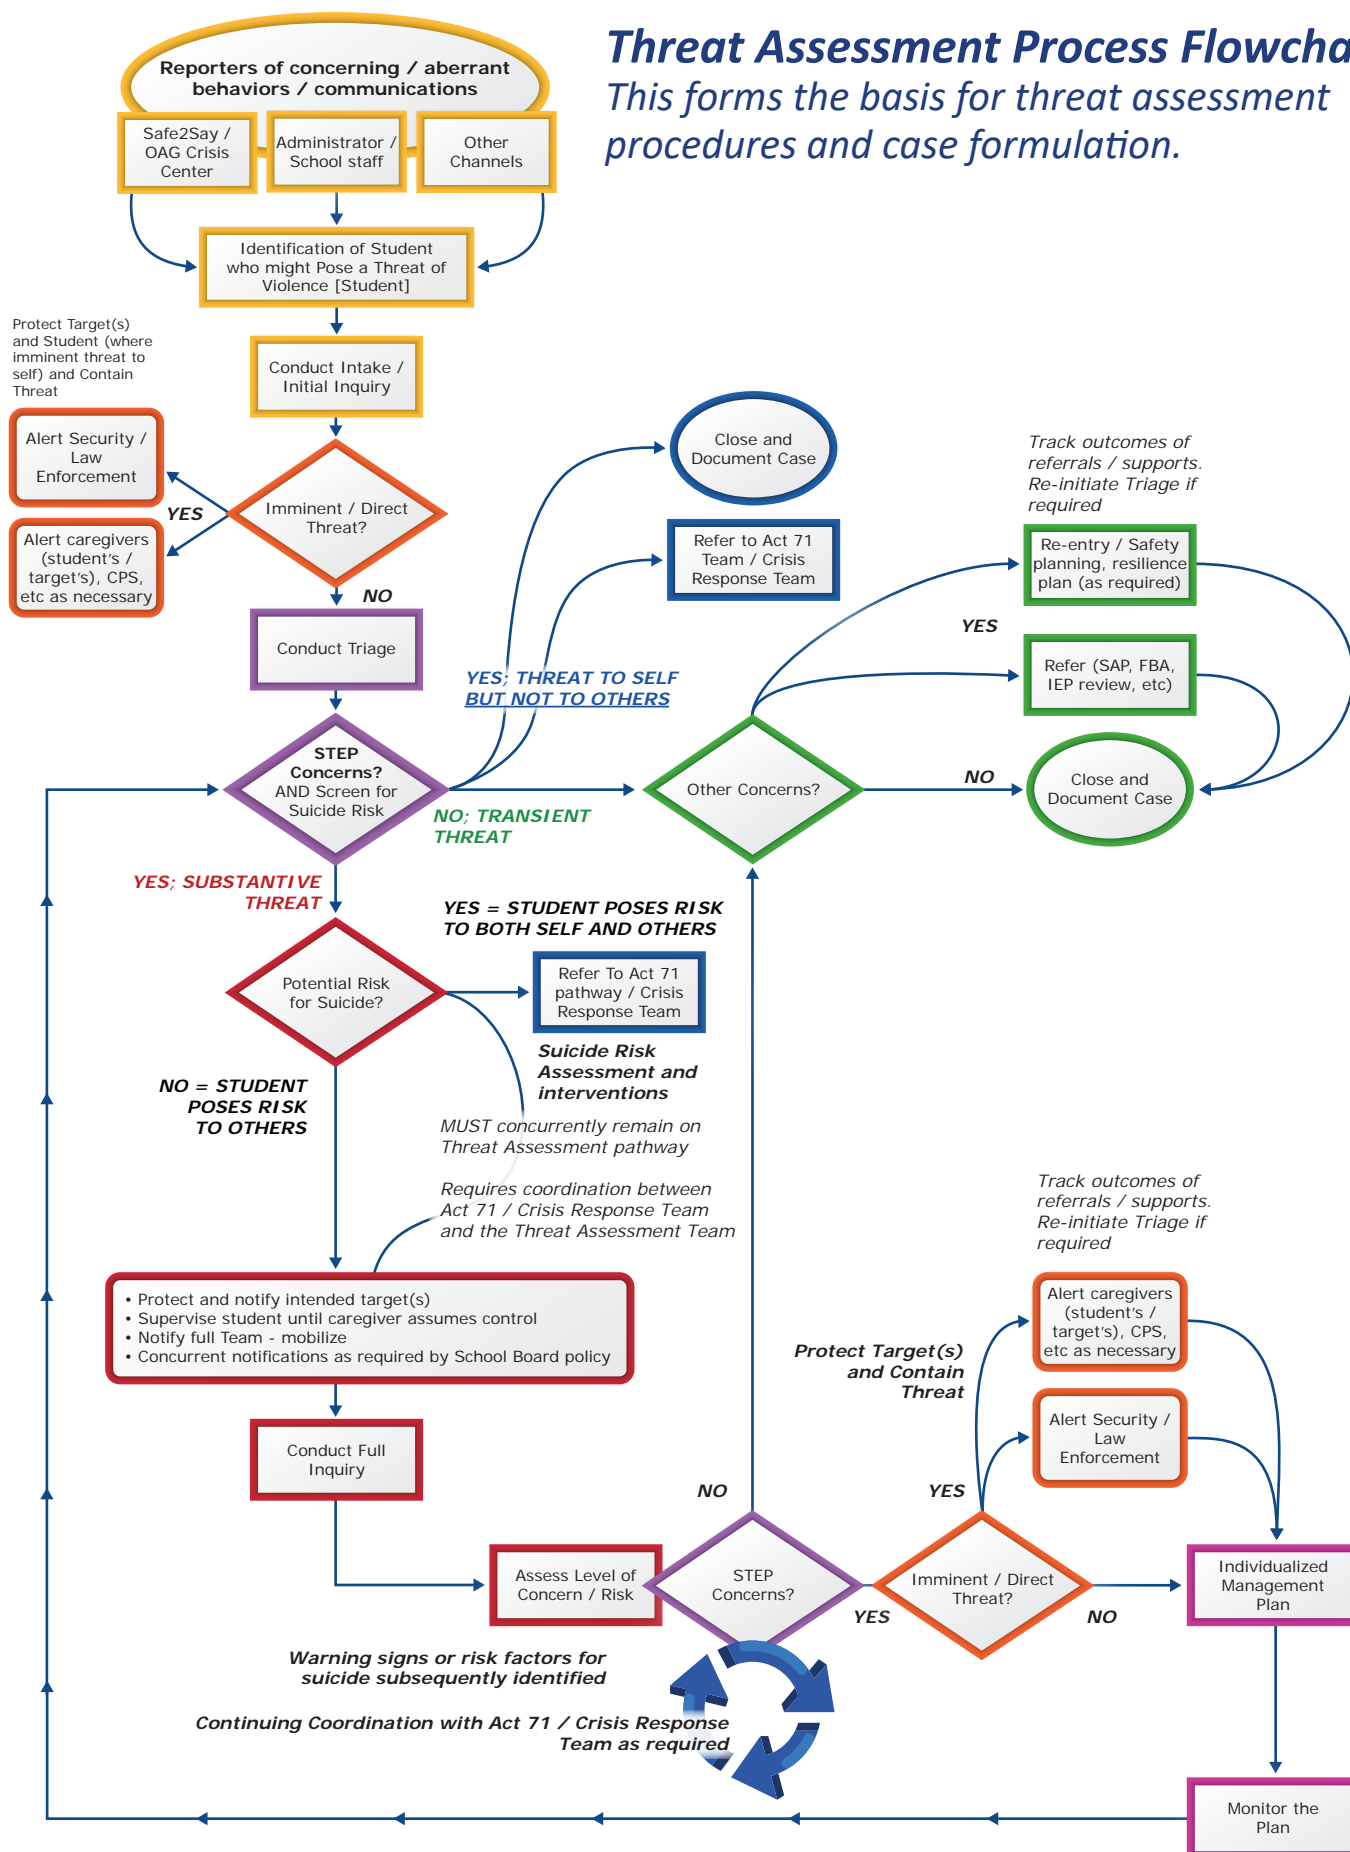 Threat Assessment Process Flowcha
This forms the basis for threat assessment
procedures and case formulation.
Reporters of concerning / aberrant
behaviors / communications
Safe2Say /
OAG Crisis
Center
Administrator /
School staff
Other
Channels
Identification of Student
who might Pose a Threat of
Violence [Student]
Protect Target(s)
and Student (where
imminent threat to
self) and Contain
Threat
Conduct Intake /
Initial Inquiry
Alert Security /
Law
Enforcement
YES
Imminent / Direct
Threat?
Alert caregivers
(student's /
target's), CPS,
etc as necessary
NO
Conduct Triage
Close and
Document Case
Refer to Act 71
Team / Crisis
Response Team
Track outcomes of
referrals / supports.
Re-initiate Triage if
required
Re-entry / Safety
planning, resilience
plan (as required)
YES
Refer (SAP, FBA,
IEP review, etc)
YES; THREAT TO SELF
BUT NOT TO OTHERS
STEP
Concerns?
AND Screen for
Suicide Risk
NO; TRANSIENT
THREAT
Other Concerns?
NO
Close and
Document Case
YES; SUBSTANTIVE
THREAT
YES = STUDENT POSES RISK
TO BOTH SELF AND OTHERS
Potential Risk
for Suicide?
Refer To Act 71
pathway / Crisis
Response Team
Suicide Risk
Assessment and
interventions
NO = STUDENT
POSES RISK
TO OTHERS
MUST concurrently remain on
Threat Assessment pathway
Requires coordination between
Act 71 / Crisis Response Team
and the Threat Assessment Team
• Protect and notify intended target(s)
• Supervise student until caregiver assumes control
• Notify full Team - mobilize
• Concurrent notifications as required by School Board policy
Track outcomes of
referrals / supports.
Re-initiate Triage if
required
Alert caregivers
(student's /
target's), CPS,
etc as necessary
Protect Target(s)
and Contain
Threat
Alert Security /
Law
Enforcement
Conduct Full
Inquiry
NO
YES
Assess Level of
Concern / Risk
STEP
Concerns?
YES
Imminent / Direct
Threat?
NO
Individualized
Management
Plan
Warning signs or risk factors for
suicide subsequently identified
Continuing Coordination with Act 71 / Crisis Response
Team as required
Monitor the
Plan